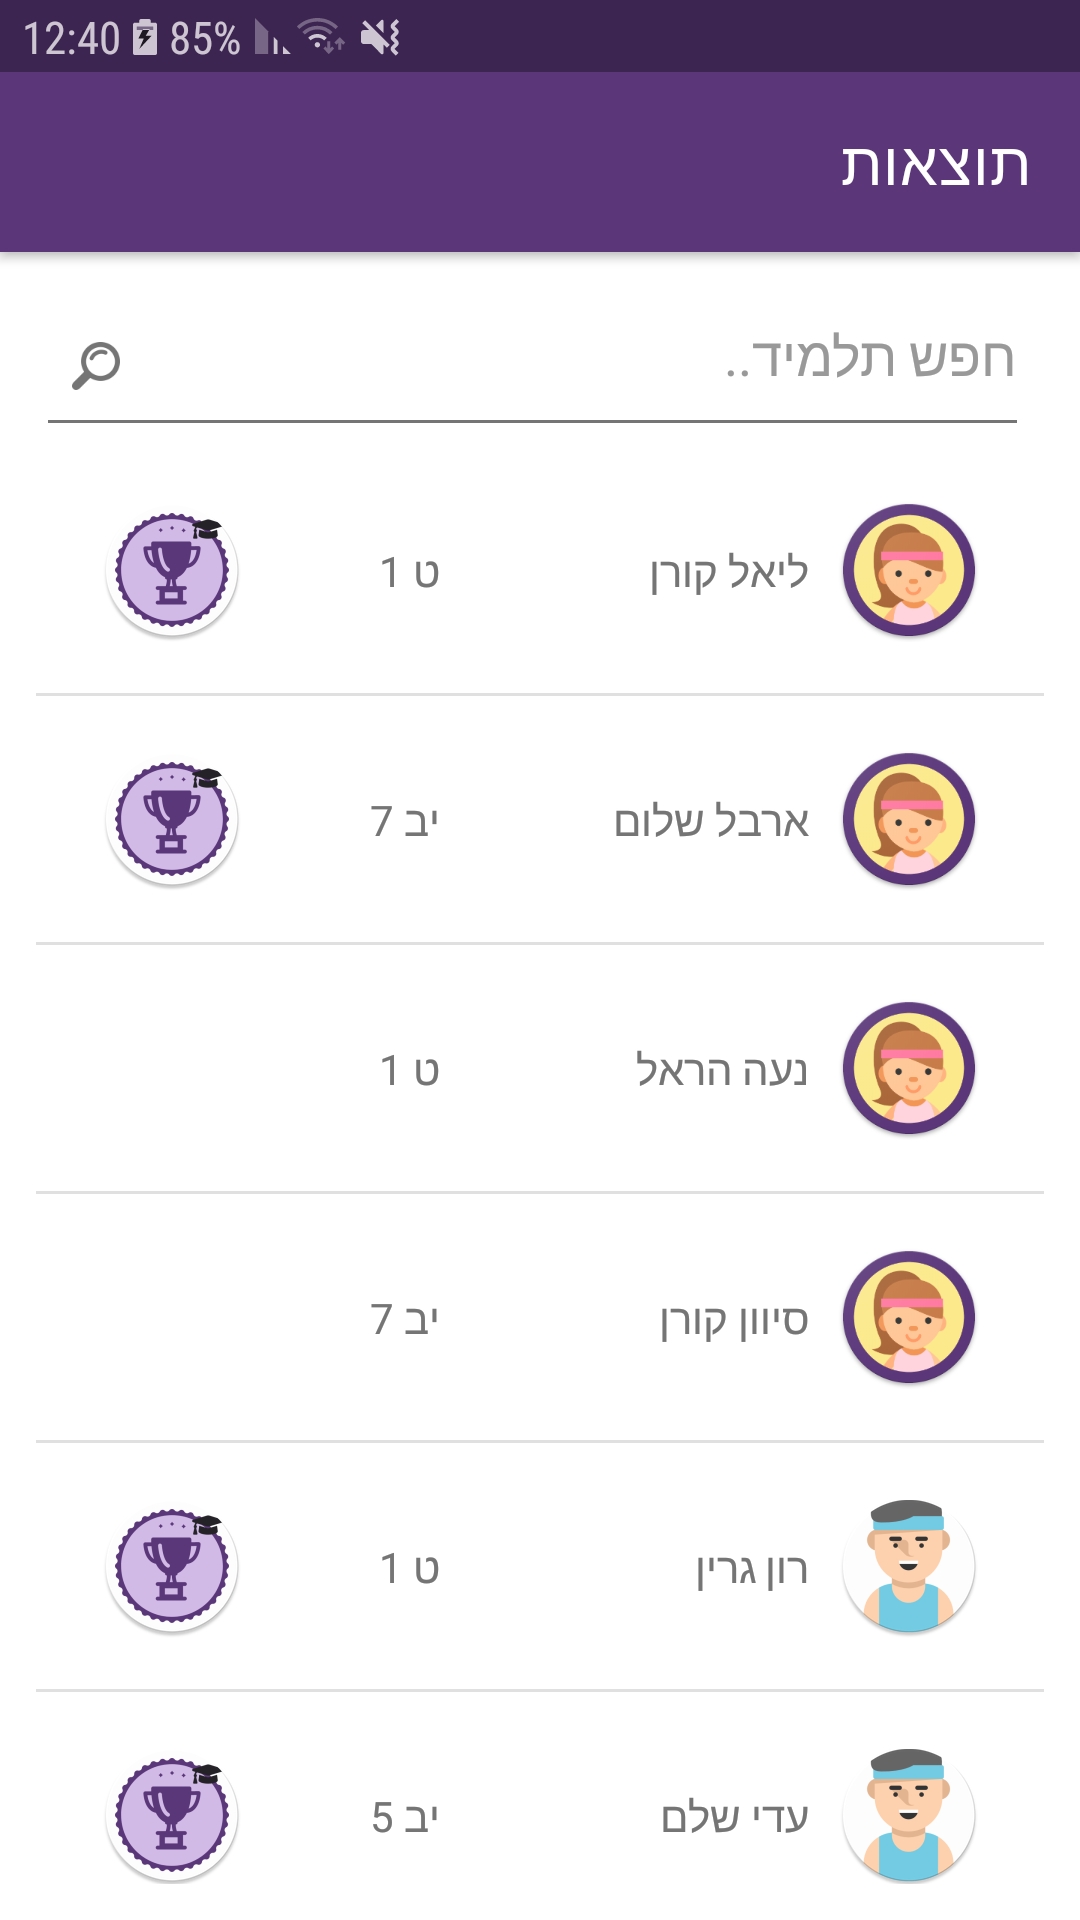 12:40 85%
תוצאות
חפש תלמיד..
ליאל קורן ט 1
ארבל שלום יב 7
נעה הראל ט 1
סיוון קורן יב 7
רון גרין ט 1
עדי שלם יב 5